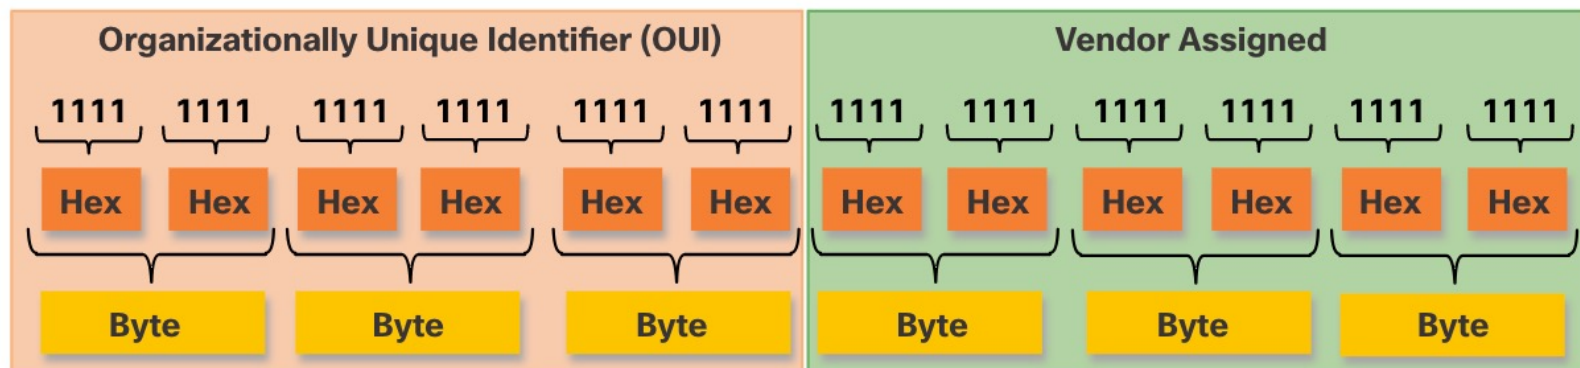 Organizationally Unique Identifier (OUI) Vendor Assigned
1111 1111 1111 1111 1111 1111 1111 1111 1111 1111 1111 1111
Hex Hex Hex Hex Hex Hex Hex Hex Hex Hex Hex Hex
Byte Byte Byte Byte Byte Byte